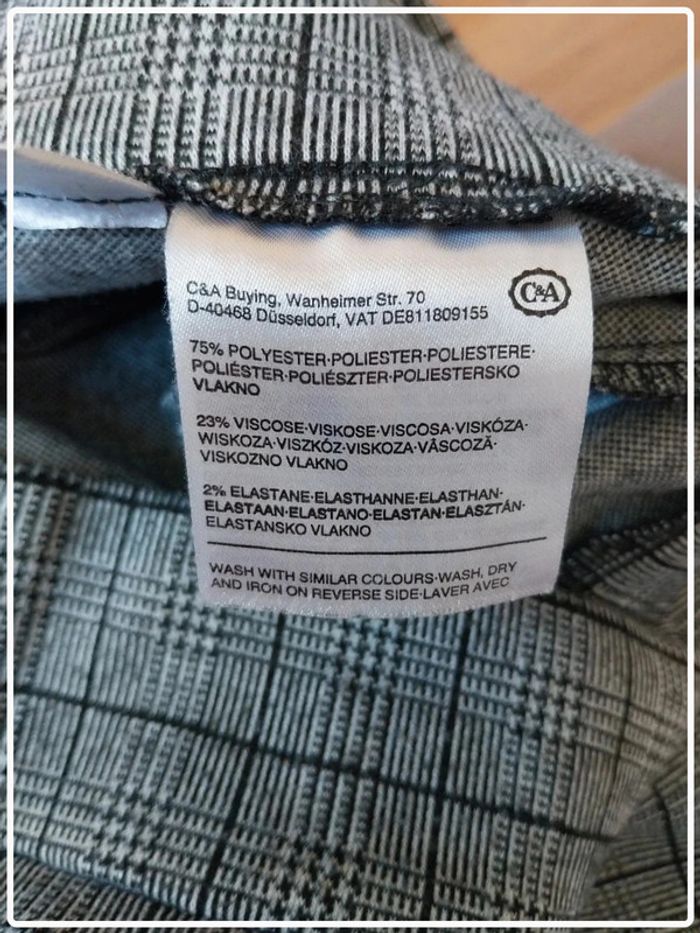 C&A Buying, Wanheimer Str. 70
D-40468 Düsseldorf, VAT DE811809155
C&A
75% POLYESTER·POLIESTER·POLIESTERE·
POLIÉSTER·POLIÉSZTER·POLIESTERSKO
VLAKNO
23% VISCOSE·VISKOSE·VISCOSA·VISKÓZA·
WISKOZA·VISZKÓZ·VISKOZA·VÂSCOZĂ·
VISKOZNO VLAKNO
2% ELASTANE·ELASTHANNE·ELASTHAN·
ELASTAAN·ELASTANO·ELASTAN·ELASZTÁN·
ELASTANSKO VLAKNO
WASH WITH SIMILAR COLOURS·WASH, DRY
AND IRON ON REVERSE SIDE·LAVER AVEC